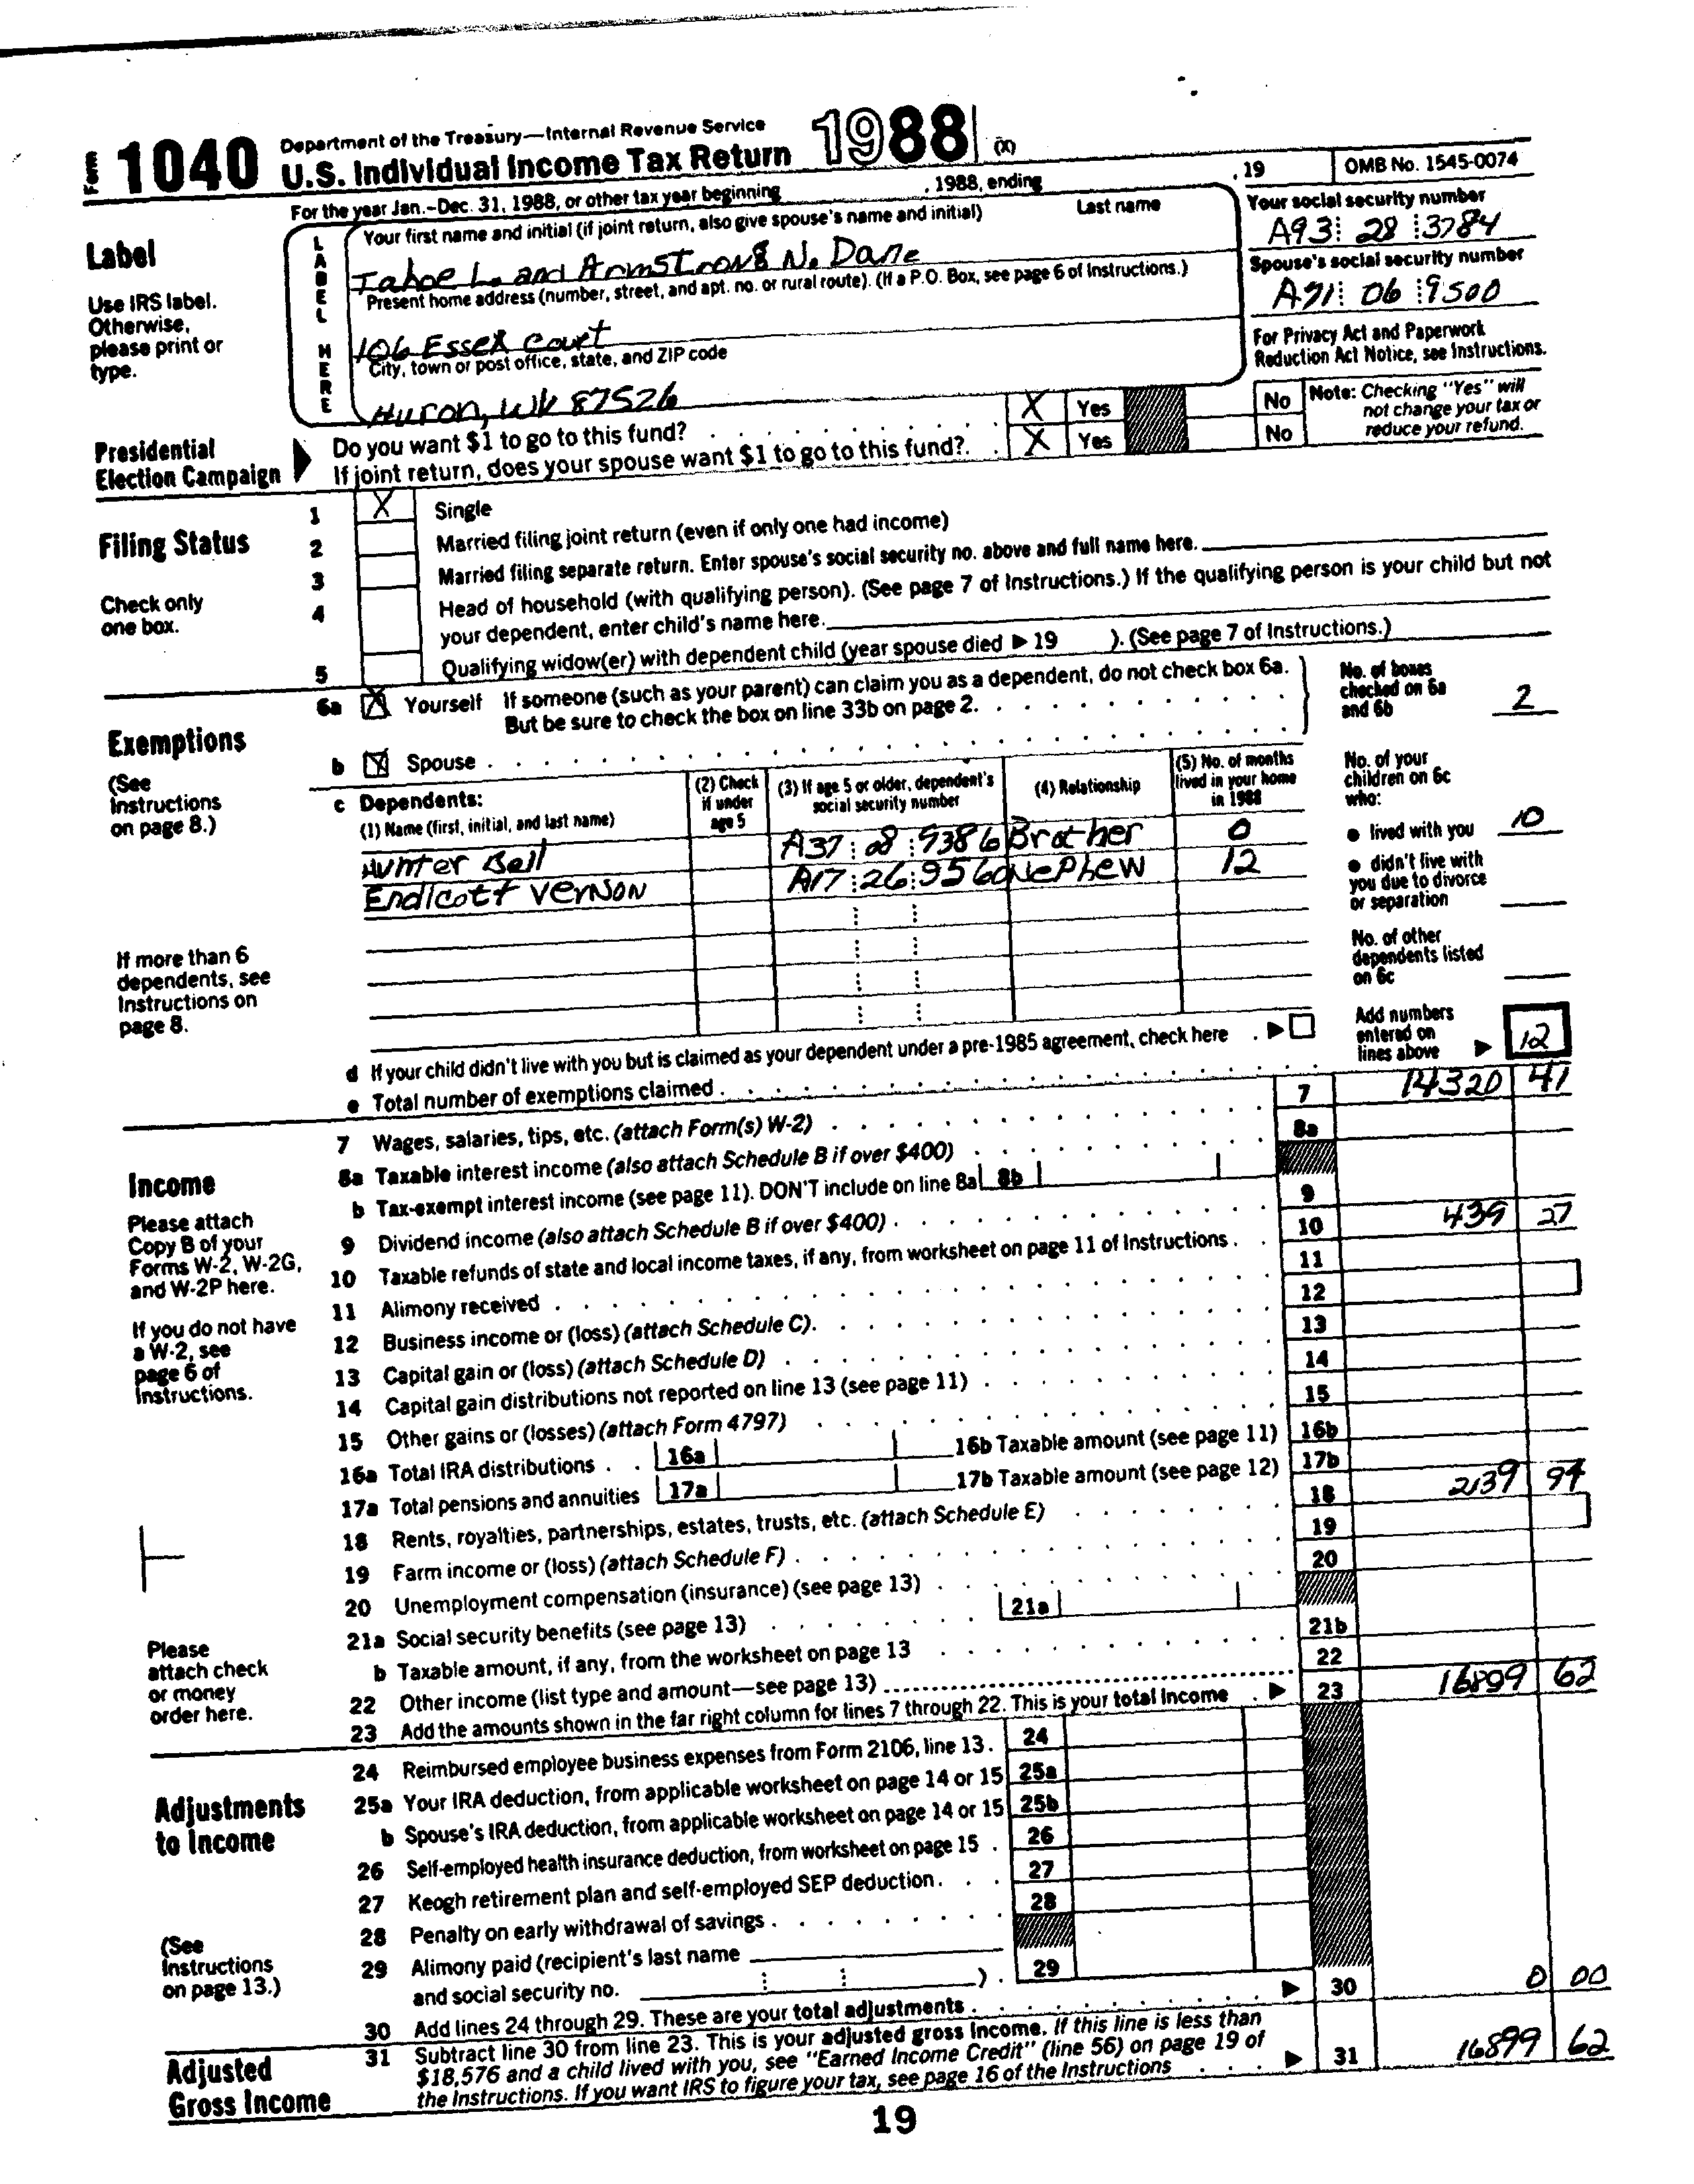 Form 1040 Department of the Treasury—Internal Revenue Service
U.S. Individual Income Tax Return 1988 (X)
For the year Jan.–Dec. 31, 1988, or other tax year beginning , 1988, ending , 19 OMB No. 1545-0074
Label
Use IRS label.
Otherwise,
please print or
type.
LABEL HERE
Your first name and initial (if joint return, also give spouse's name and initial) Last name
Tahoe L. and Armstrong N. Dane
Your social security number
A93 28 3784
Present home address (number, street, and apt. no. or rural route). (If a P.O. Box, see page 6 of Instructions.)
106 Essex Court
Spouse's social security number
A71 06 9500
City, town or post office, state, and ZIP code
Huron, WV 87526
For Privacy Act and Paperwork
Reduction Act Notice, see Instructions.
Presidential
Election Campaign
Do you want $1 to go to this fund? X Yes No
If joint return, does your spouse want $1 to go to this fund? X Yes No
Note: Checking "Yes" will
not change your tax or
reduce your refund.
Filing Status
Check only
one box.
1 X Single
2 Married filing joint return (even if only one had income)
3 Married filing separate return. Enter spouse's social security no. above and full name here.
4 Head of household (with qualifying person). (See page 7 of Instructions.) If the qualifying person is your child but not
your dependent, enter child's name here.
5 Qualifying widow(er) with dependent child (year spouse died ▶ 19 ). (See page 7 of Instructions.)
Exemptions
(See
Instructions
on page 8.)
If more than 6
dependents, see
Instructions on
page 8.
6a X Yourself If someone (such as your parent) can claim you as a dependent, do not check box 6a.
But be sure to check the box on line 33b on page 2.
b X Spouse
No. of boxes
checked on 6a
and 6b 2
c Dependents:
(1) Name (first, initial, and last name)
(2) Check
if under
age 5
(3) If age 5 or older, dependent's
social security number
(4) Relationship
(5) No. of months
lived in your home
in 1988
Hunter Bell A37 08 9386 Brother 0
Endicott Vernon A17 26 9560 Nephew 12
No. of your
children on 6c
who:
● lived with you 10
● didn't live with
you due to divorce
or separation
No. of other
dependents listed
on 6c
Add numbers
entered on
lines above ▶ 12
d If your child didn't live with you but is claimed as your dependent under a pre-1985 agreement, check here ▶
e Total number of exemptions claimed
Income
Please attach
Copy B of your
Forms W-2, W-2G,
and W-2P here.
If you do not have
a W-2, see
page 6 of
Instructions.
Please
attach check
or money
order here.
7 Wages, salaries, tips, etc. (attach Form(s) W-2) 7 14320 41
8a Taxable interest income (also attach Schedule B if over $400) 8a
b Tax-exempt interest income (see page 11). DON'T include on line 8a 8b
9 Dividend income (also attach Schedule B if over $400) 9
10 Taxable refunds of state and local income taxes, if any, from worksheet on page 11 of Instructions 10 439 27
11 Alimony received 11
12 Business income or (loss) (attach Schedule C) 12
13 Capital gain or (loss) (attach Schedule D) 13
14 Capital gain distributions not reported on line 13 (see page 11) 14
15 Other gains or (losses) (attach Form 4797) 15
16a Total IRA distributions 16a 16b Taxable amount (see page 11) 16b
17a Total pensions and annuities 17a 17b Taxable amount (see page 12) 17b
18 Rents, royalties, partnerships, estates, trusts, etc. (attach Schedule E) 18 2139 94
19 Farm income or (loss) (attach Schedule F) 19
20 Unemployment compensation (insurance) (see page 13) 20
21a Social security benefits (see page 13) 21a
b Taxable amount, if any, from the worksheet on page 13 21b
22 Other income (list type and amount—see page 13) 22
23 Add the amounts shown in the far right column for lines 7 through 22. This is your total income ▶ 23 16899 62
Adjustments
to Income
(See
Instructions
on page 13.)
24 Reimbursed employee business expenses from Form 2106, line 13. 24
25a Your IRA deduction, from applicable worksheet on page 14 or 15 25a
b Spouse's IRA deduction, from applicable worksheet on page 14 or 15 25b
26 Self-employed health insurance deduction, from worksheet on page 15 26
27 Keogh retirement plan and self-employed SEP deduction 27
28 Penalty on early withdrawal of savings 28
29 Alimony paid (recipient's last name
and social security no. ) 29
30 Add lines 24 through 29. These are your total adjustments ▶ 30 0 00
Adjusted
Gross Income
31 Subtract line 30 from line 23. This is your adjusted gross income. If this line is less than
$18,576 and a child lived with you, see "Earned Income Credit" (line 56) on page 19 of
the Instructions. If you want IRS to figure your tax, see page 16 of the Instructions ▶ 31 16899 62
19